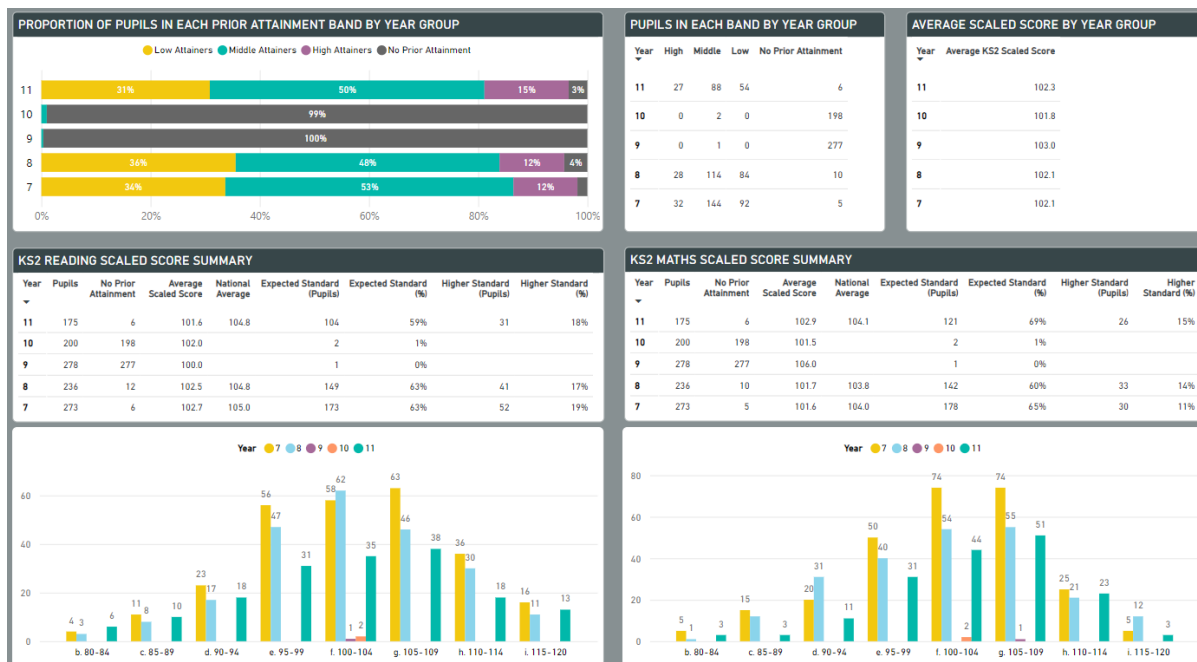 PROPORTION OF PUPILS IN EACH PRIOR ATTAINMENT BAND BY YEAR GROUP
Low Attainers Middle Attainers High Attainers No Prior Attainment
11 31% 50% 15% 3%
10 99%
9 100%
8 36% 48% 12% 4%
7 34% 53% 12%
0% 20% 40% 60% 80% 100%
PUPILS IN EACH BAND BY YEAR GROUP
Year High Middle Low No Prior Attainment
11 27 88 54 6
10 0 2 0 198
9 0 1 0 277
8 28 114 84 10
7 32 144 92 5
AVERAGE SCALED SCORE BY YEAR GROUP
Year Average KS2 Scaled Score
11 102.3
10 101.8
9 103.0
8 102.1
7 102.1
KS2 READING SCALED SCORE SUMMARY
Year Pupils No Prior Average National Expected Standard Expected Standard Higher Standard Higher Standard
Attainment Scaled Score Average (Pupils) (%) (Pupils) (%)
11 175 6 101.6 104.8 104 59% 31 18%
10 200 198 102.0 2 1%
9 278 277 100.0 1 0%
8 236 12 102.5 104.8 149 63% 41 17%
7 273 6 102.7 105.0 173 63% 52 19%
KS2 MATHS SCALED SCORE SUMMARY
Year Pupils No Prior Average National Expected Standard Expected Standard Higher Standard Higher
Attainment Scaled Score Average (Pupils) (%) (Pupils) Standard (%)
11 175 6 102.9 104.1 121 69% 26 15%
10 200 198 101.5 2 1%
9 278 277 106.0 1 0%
8 236 10 101.7 103.8 142 60% 33 14%
7 273 5 101.6 104.0 178 65% 30 11%
Year 7 8 9 10 11
60
40
20
0
4 3 6
11 8 10
23 17 18
56 47 31
58 62 1 2 35
63 46 38
36 30 18
16 11 13
b. 80-84 c. 85-89 d. 90-94 e. 95-99 f. 100-104 g. 105-109 h. 110-114 i. 115-120
Year 7 8 9 10 11
80
60
40
20
0
5 1 3
15 3
20 31 11
50 40 31
74 54 2 44
74 55 1 51
25 21 23
5 12 3
b. 80-84 c. 85-89 d. 90-94 e. 95-99 f. 100-104 g. 105-109 h. 110-114 i. 115-120